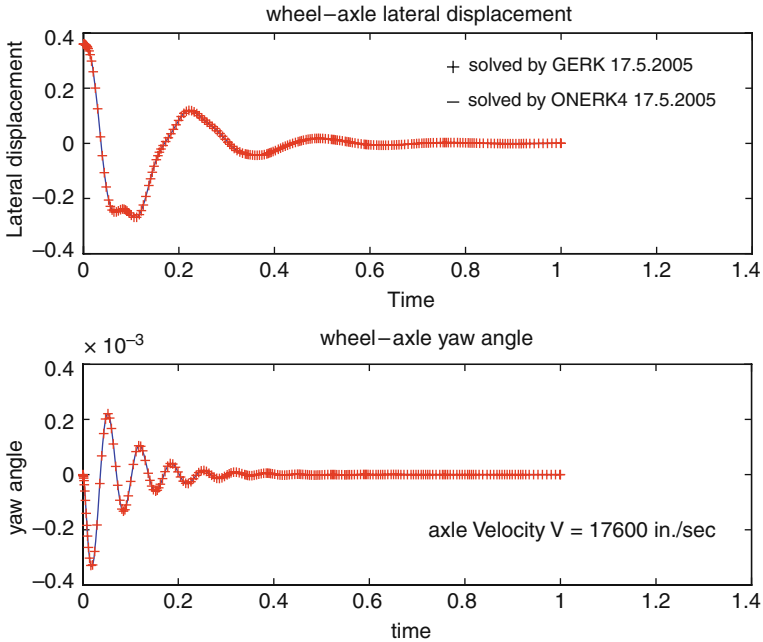 wheel–axle lateral displacement
Lateral displacement
0.4
0.2
0
–0.2
–0.4
+ solved by GERK 17.5.2005
– solved by ONERK4 17.5.2005
0 0.2 0.4 0.6 0.8 1 1.2 1.4
Time
wheel–axle yaw angle
× 10–3
yaw angle
0.4
0.2
0
–0.2
–0.4
axle Velocity V = 17600 in./sec
0 0.2 0.4 0.6 0.8 1 1.2 1.4
time